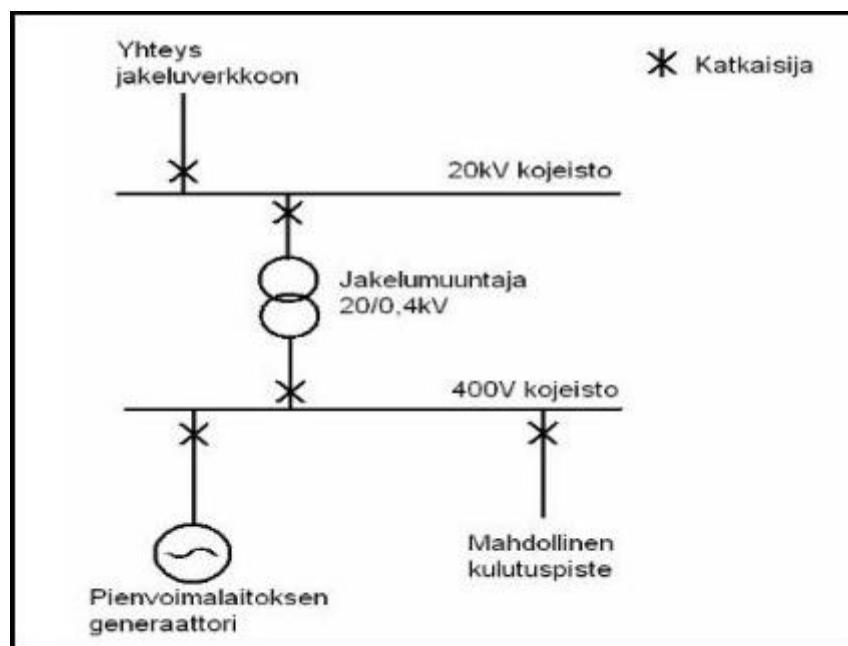 Yhteys
jakeluverkkoon
Katkaisija
20kV kojeisto
Jakelumuuntaja
20/0,4kV
400V kojeisto
Mahdollinen
kulutuspiste
Pienvoimalaitoksen
generaattori